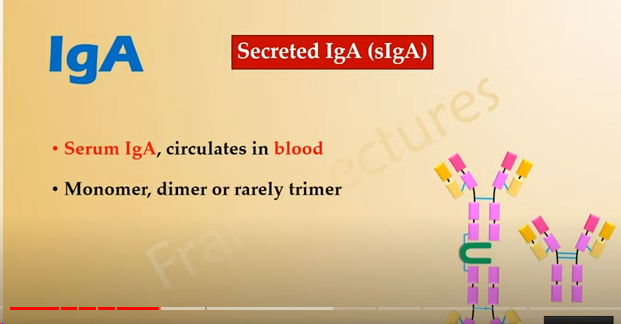 IgA
Secreted IgA (sIgA)
• Serum IgA, circulates in blood
• Monomer, dimer or rarely trimer